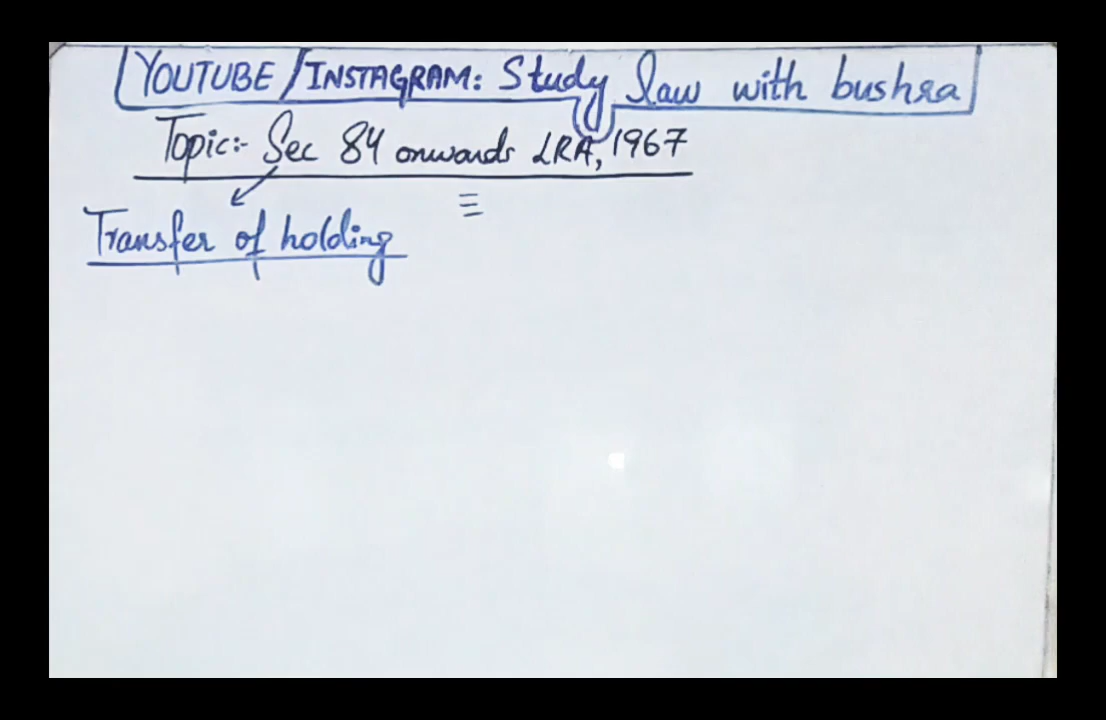 YOUTUBE/INSTAGRAM: Study law with bushra
Topic:- Sec 84 onwards LRA, 1967
Transfer of holding